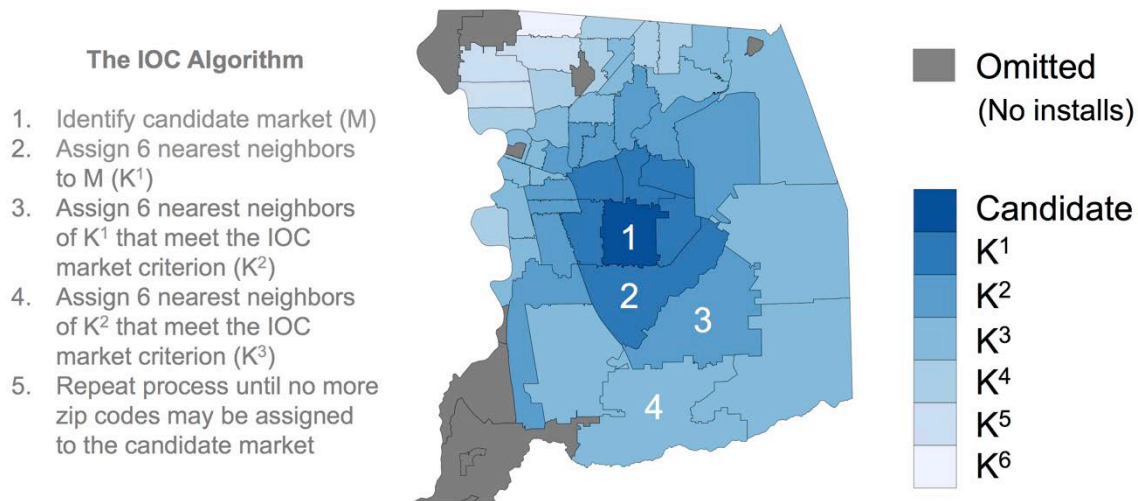 The IOC Algorithm
1. Identify candidate market (M)
2. Assign 6 nearest neighbors
to M (K¹)
3. Assign 6 nearest neighbors
of K¹ that meet the IOC
market criterion (K²)
4. Assign 6 nearest neighbors
of K² that meet the IOC
market criterion (K³)
5. Repeat process until no more
zip codes may be assigned
to the candidate market
1
2
3
4
Omitted
(No installs)
Candidate
K¹
K²
K³
K⁴
K⁵
K⁶